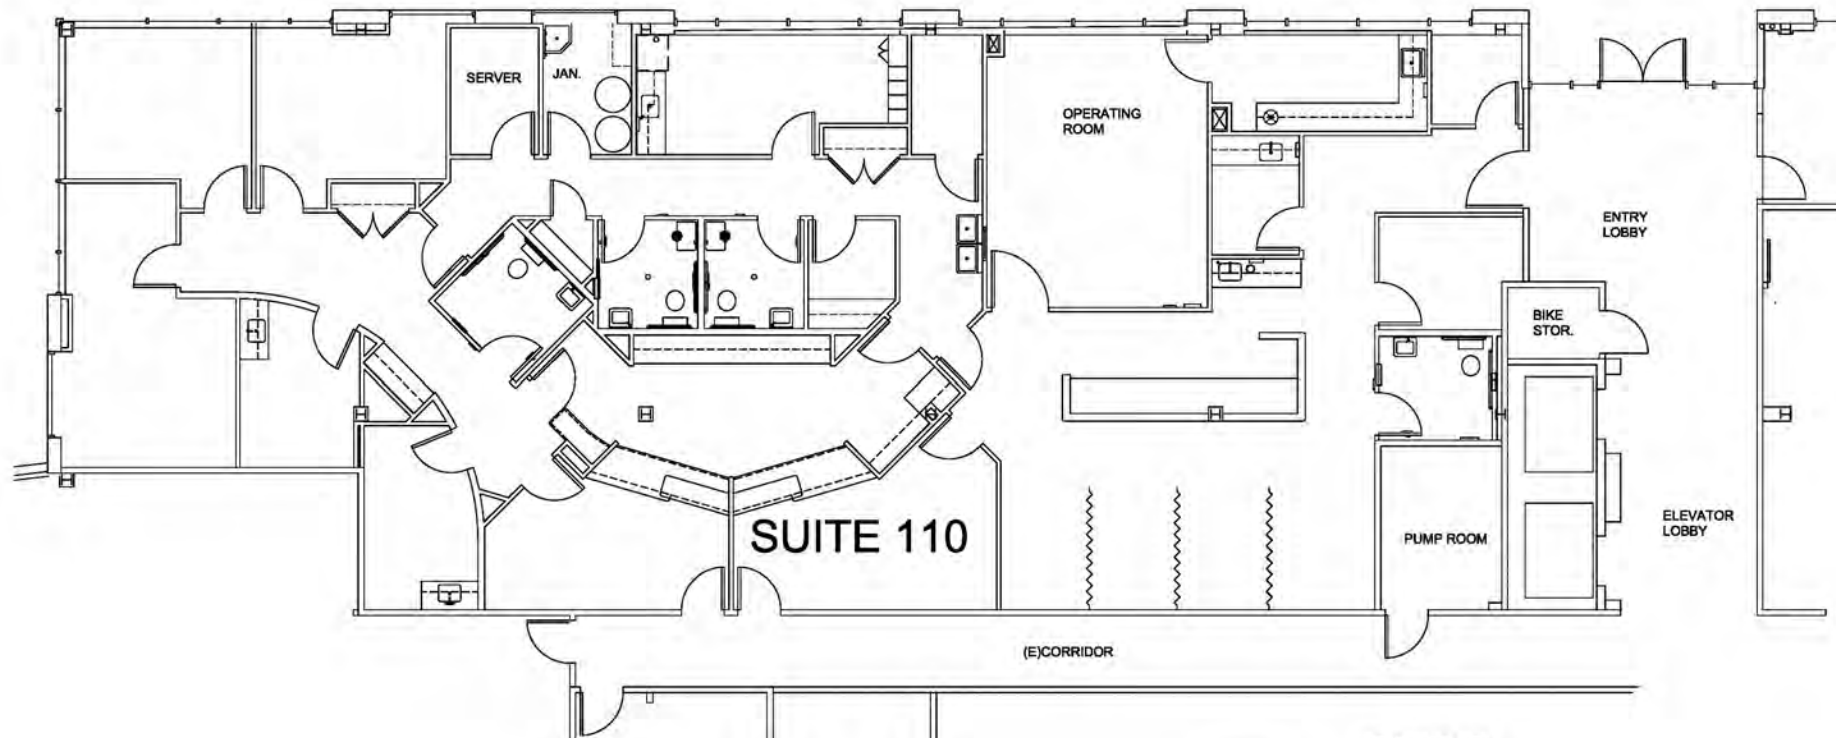 SERVER
JAN.
OPERATING
ROOM
ENTRY
LOBBY
BIKE
STOR.
SUITE 110
PUMP ROOM
ELEVATOR
LOBBY
(E)CORRIDOR